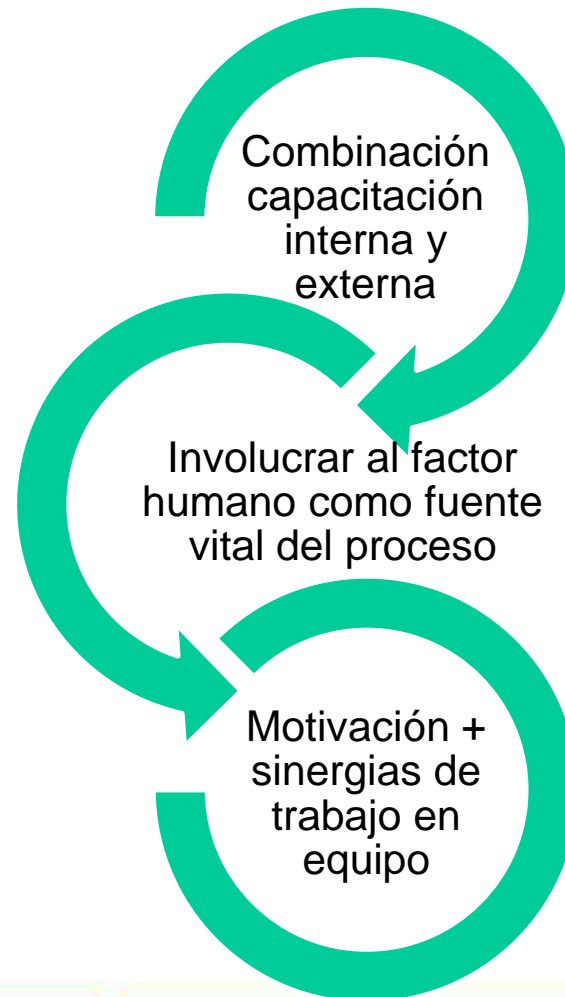 Combinación
capacitación
interna y
externa
Involucrar al factor
humano como fuente
vital del proceso
Motivación +
sinergias de
trabajo en
equipo